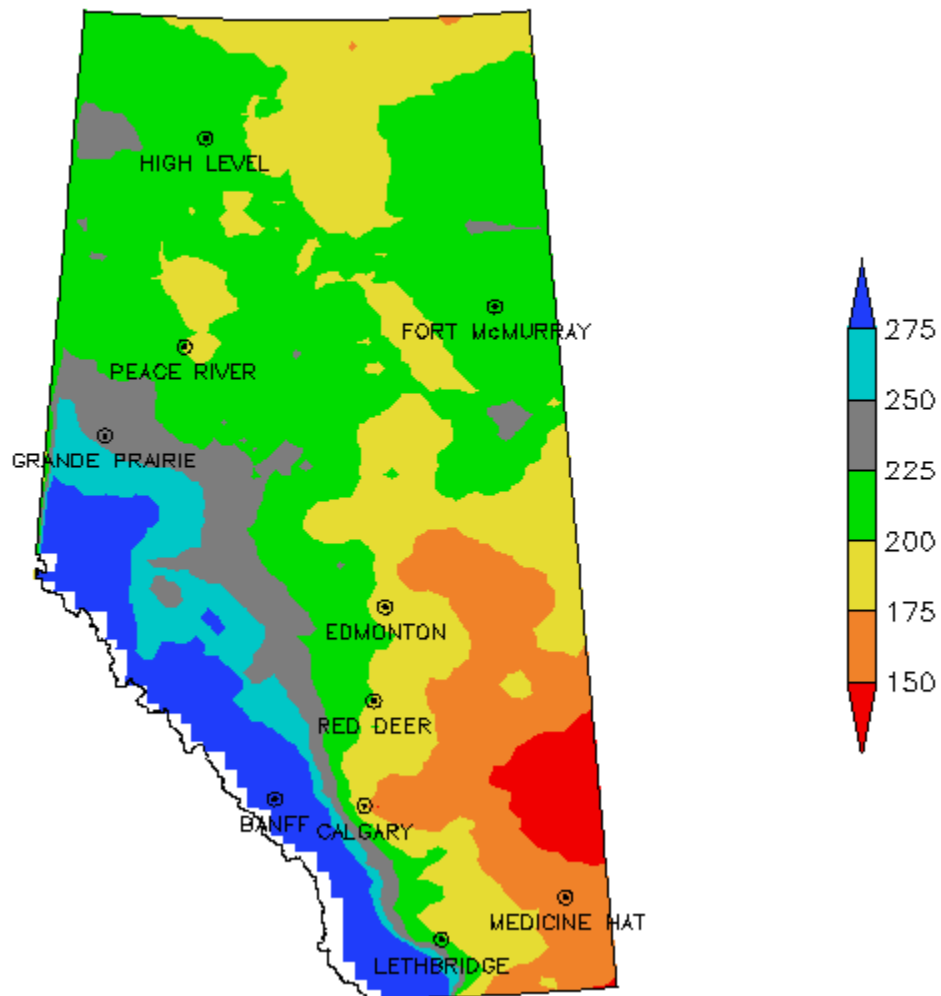 HIGH LEVEL
FORT McMURRAY
PEACE RIVER
GRANDE PRAIRIE
EDMONTON
RED DEER
BANFF
CALGARY
MEDICINE HAT
LETHBRIDGE
275
250
225
200
175
150